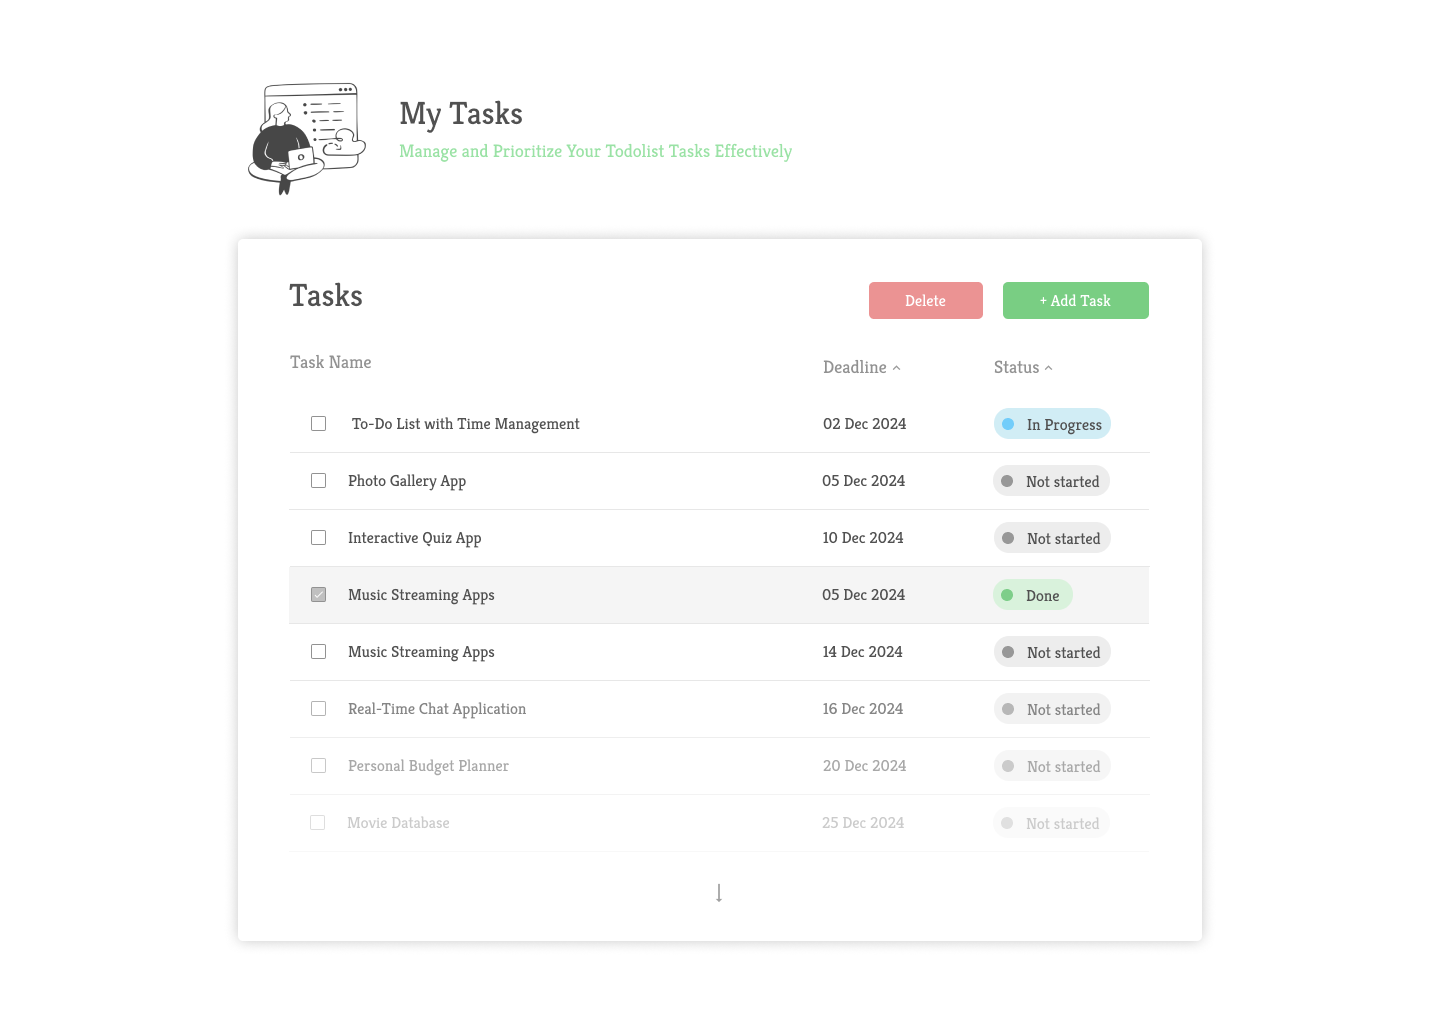 My Tasks
Manage and Prioritize Your Todolist Tasks Effectively
Tasks
Delete
+ Add Task
Task Name
Deadline
Status
To-Do List with Time Management
02 Dec 2024
In Progress
Photo Gallery App
05 Dec 2024
Not started
Interactive Quiz App
10 Dec 2024
Not started
Music Streaming Apps
05 Dec 2024
Done
Music Streaming Apps
14 Dec 2024
Not started
Real-Time Chat Application
16 Dec 2024
Not started
Personal Budget Planner
20 Dec 2024
Not started
Movie Database
25 Dec 2024
Not started